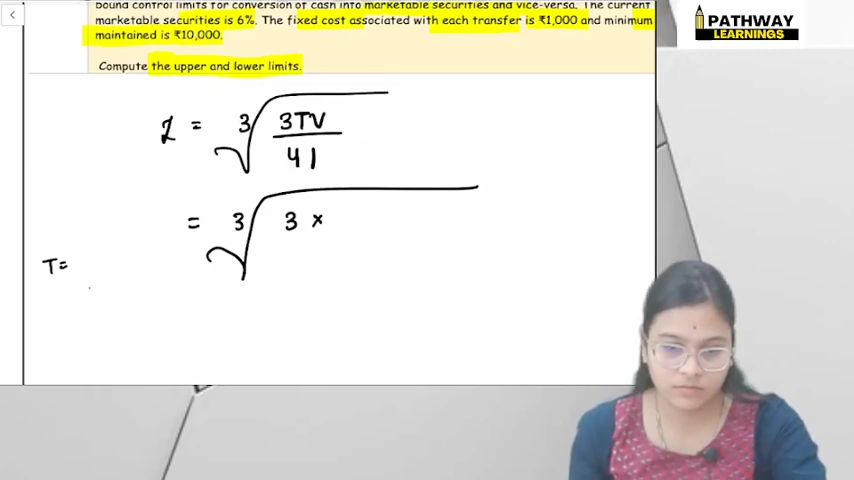 bound control limits for conversion of cash into marketable securities and vice-versa. The current
marketable securities is 6%. The fixed cost associated with each transfer is ₹1,000 and minimum
maintained is ₹10,000.
Compute the upper and lower limits.
PATHWAY
LEARNINGS
Z = 3√ 3TV
4I
= 3√ 3 ×
T=